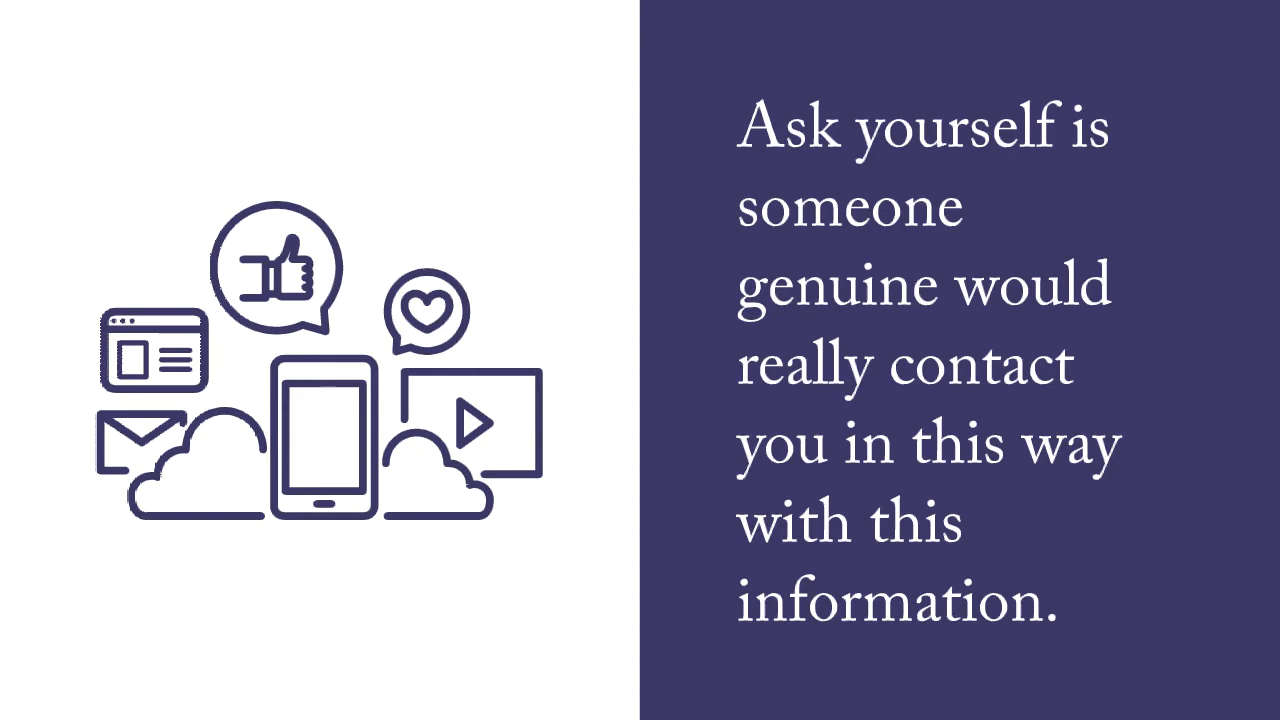 Ask yourself is
someone
genuine would
really contact
you in this way
with this
information.